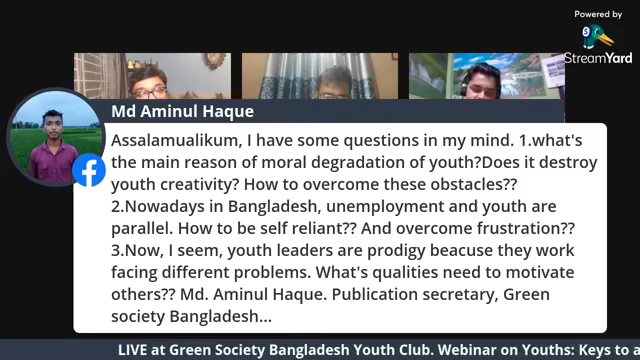 Powered by
StreamYard
Md Aminul Haque
Assalamualikum, I have some questions in my mind. 1.what's
the main reason of moral degradation of youth?Does it destroy
youth creativity? How to overcome these obstacles??
2.Nowadays in Bangladesh, unemployment and youth are
parallel. How to be self reliant?? And overcome frustration??
3.Now, I seem, youth leaders are prodigy beacuse they work
facing different problems. What's qualities need to motivate
others?? Md. Aminul Haque. Publication secretary, Green
society Bangladesh...
LIVE at Green Society Bangladesh Youth Club. Webinar on Youths: Keys to a